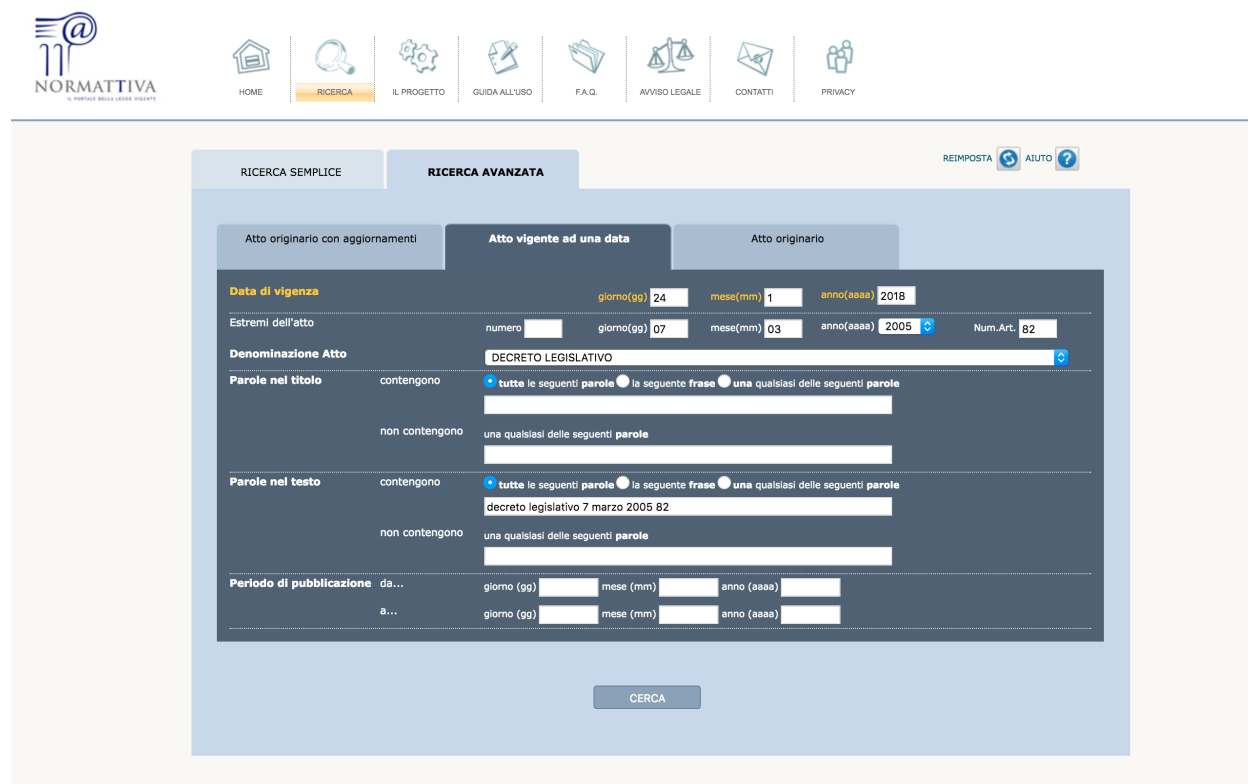 NORMATTIVA
IL PORTALE DELLA LEGGE VIGENTE
HOME RICERCA IL PROGETTO GUIDA ALL'USO F.A.Q. AVVISO LEGALE CONTATTI PRIVACY
REIMPOSTA AIUTO ?
RICERCA SEMPLICE RICERCA AVANZATA
Atto originario con aggiornamenti Atto vigente ad una data Atto originario
Data di vigenza giorno(gg) 24 mese(mm) 1 anno(aaaa) 2018
Estremi dell'atto numero giorno(gg) 07 mese(mm) 03 anno(aaaa) 2005 Num.Art. 82
Denominazione Atto DECRETO LEGISLATIVO
Parole nel titolo contengono tutte le seguenti parole la seguente frase una qualsiasi delle seguenti parole
non contengono una qualsiasi delle seguenti parole
Parole nel testo contengono tutte le seguenti parole la seguente frase una qualsiasi delle seguenti parole
decreto legislativo 7 marzo 2005 82
non contengono una qualsiasi delle seguenti parole
Periodo di pubblicazione da... giorno (gg) mese (mm) anno (aaaa)
a... giorno (gg) mese (mm) anno (aaaa)
CERCA